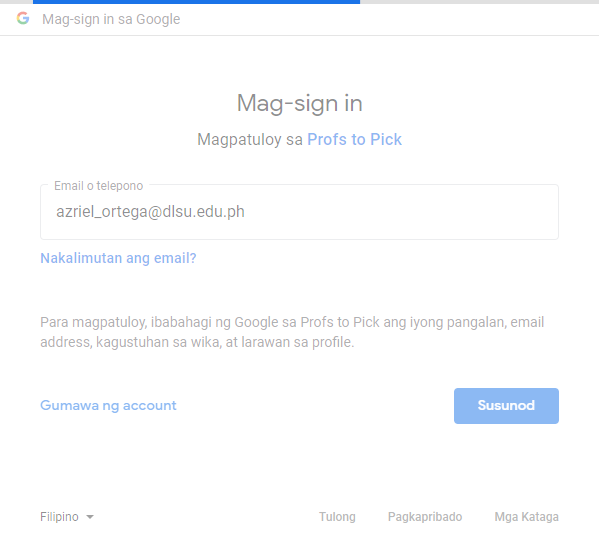 Mag-sign in sa Google
Mag-sign in
Magpatuloy sa Profs to Pick
Email o telepono
azriel_ortega@dlsu.edu.ph
Nakalimutan ang email?
Para magpatuloy, ibabahagi ng Google sa Profs to Pick ang iyong pangalan, email
address, kagustuhan sa wika, at larawan sa profile.
Gumawa ng account
Susunod
Filipino
Tulong
Pagkapribado
Mga Kataga